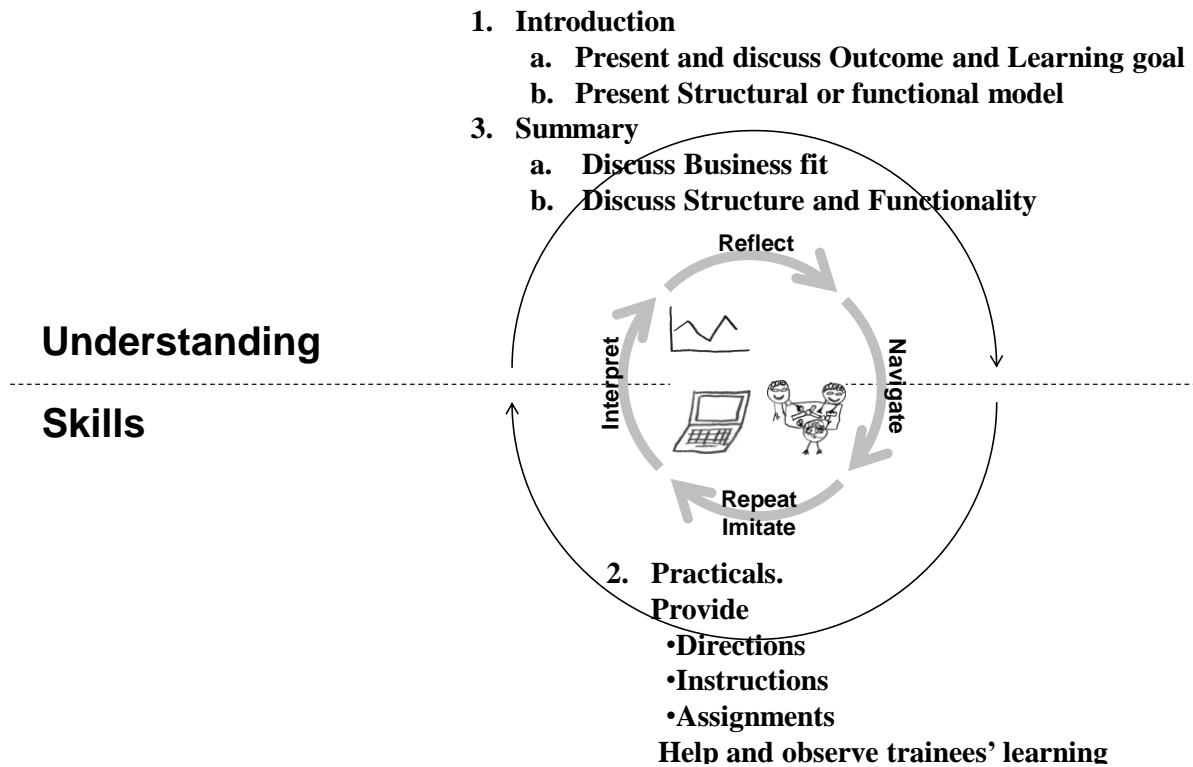 1. Introduction
a. Present and discuss Outcome and Learning goal
b. Present Structural or functional model
3. Summary
a. Discuss Business fit
b. Discuss Structure and Functionality
Reflect
Understanding
Interpret
Navigate
Skills
Repeat
Imitate
2. Practicals.
Provide
•Directions
•Instructions
•Assignments
Help and observe trainees’ learning